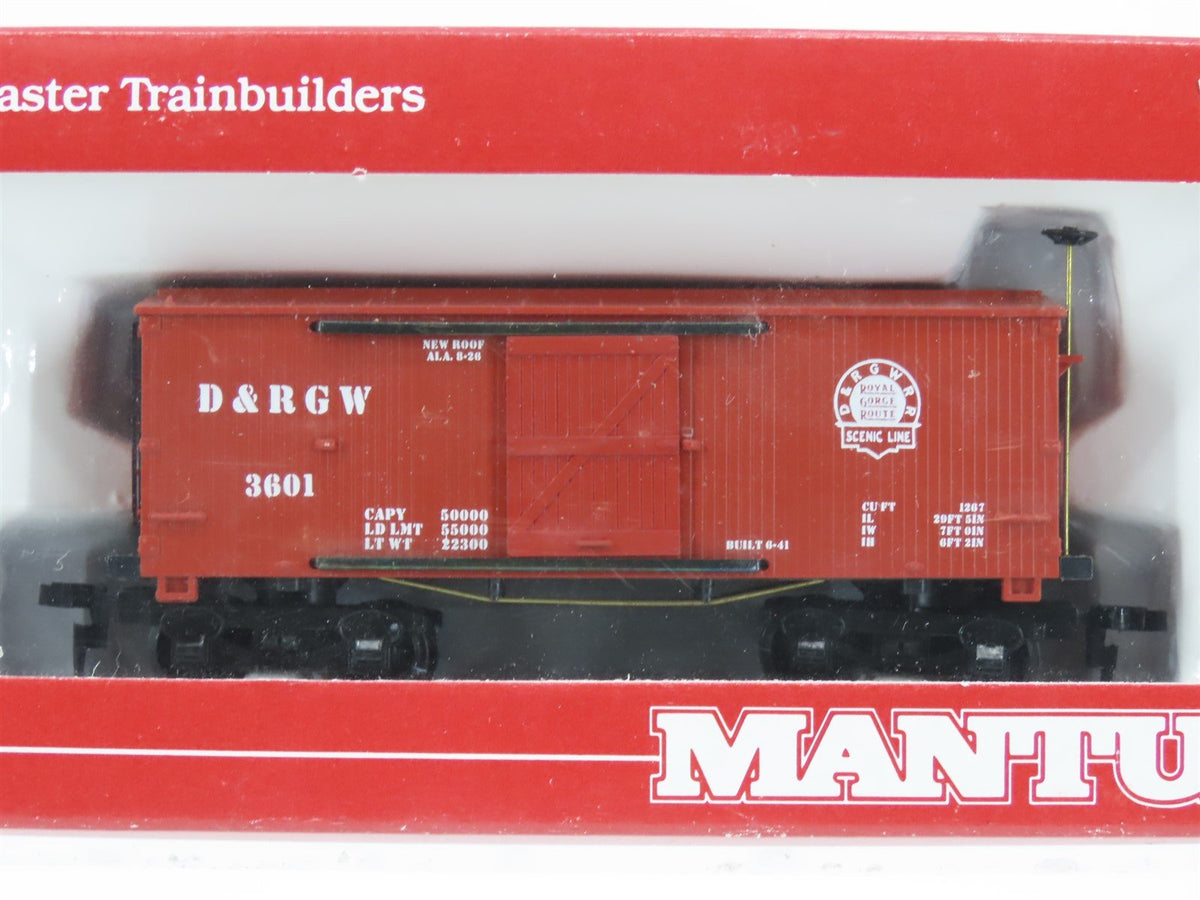 aster Trainbuilders
NEW ROOF
ALA. 8-26
D & R G W
3601
CAPY 50000
LD LMT 55000
LT WT 22300
BUILT 6-41
D & R G W R R
ROYAL
GORGE
ROUTE
SCENIC LINE
CU FT 1267
IL 29FT 5IN
IW 7FT 0IN
IH 6FT 2IN
MANTU